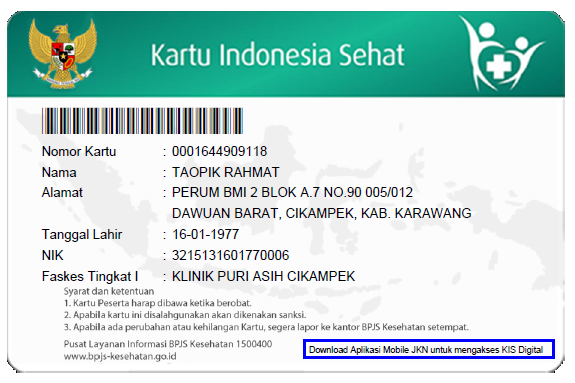 Kartu Indonesia Sehat
Nomor Kartu : 0001644909118
Nama : TAOPIK RAHMAT
Alamat : PERUM BMI 2 BLOK A.7 NO.90 005/012
DAWUAN BARAT, CIKAMPEK, KAB. KARAWANG
Tanggal Lahir : 16-01-1977
NIK : 3215131601770006
Faskes Tingkat I : KLINIK PURI ASIH CIKAMPEK
Syarat dan ketentuan
1. Kartu Peserta harap dibawa ketika berobat.
2. Apabila kartu ini disalahgunakan akan dikenakan sanksi.
3. Apabila ada perubahan atau kehilangan Kartu, segera lapor ke kantor BPJS Kesehatan setempat.
Pusat Layanan Informasi BPJS Kesehatan 1500400
www.bpjs-kesehatan.go.id
Download Aplikasi Mobile JKN untuk mengakses KIS Digital